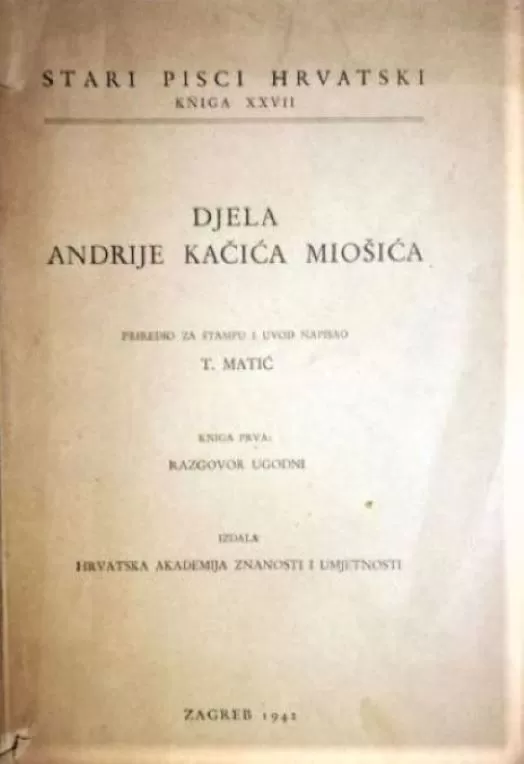 STARI PISCI HRVATSKI
KNIGA XXVII
DJELA
ANDRIJE KAČIĆA MIOŠIĆA
PRIREDIO ZA ŠTAMPU I UVOD NAPISAO
T. MATIĆ
KNIGA PRVA:
RAZGOVOR UGODNI
IZDALA
HRVATSKA AKADEMIJA ZNANOSTI I UMJETNOSTI
ZAGREB 1942